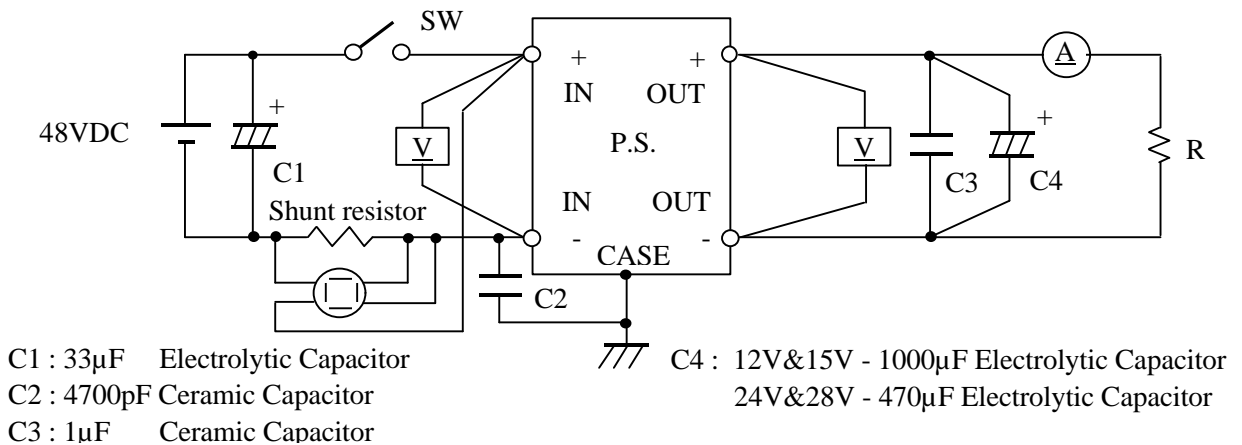 SW
+ +
IN OUT
48VDC + C1 V P.S. V C3 + C4 A R
IN OUT
Shunt resistor
- -
CASE
C2
C1 : 33µF Electrolytic Capacitor
C2 : 4700pF Ceramic Capacitor
C3 : 1µF Ceramic Capacitor
C4 : 12V&15V - 1000µF Electrolytic Capacitor
24V&28V - 470µF Electrolytic Capacitor